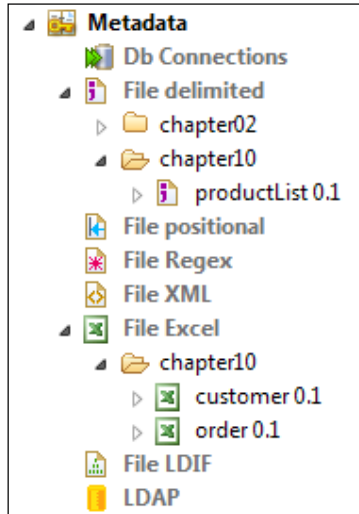 Metadata
Db Connections
File delimited
chapter02
chapter10
productList 0.1
File positional
File Regex
File XML
File Excel
chapter10
customer 0.1
order 0.1
File LDIF
LDAP